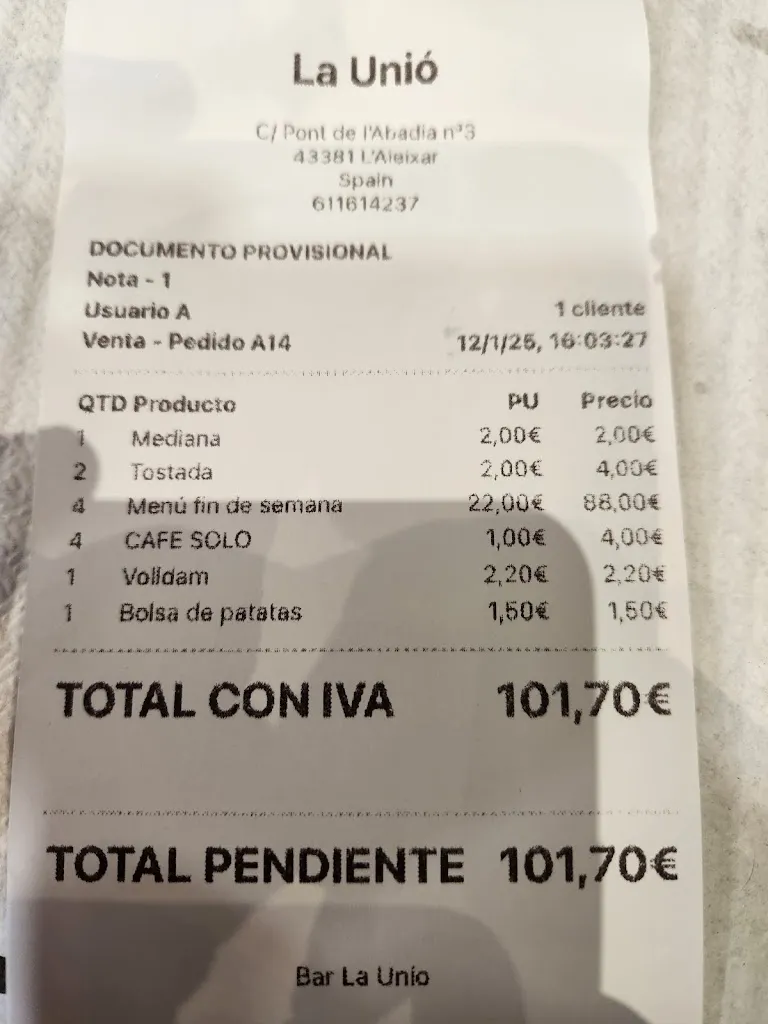 La Unió
C/ Pont de l'Abadia nº3
43381 L'Aleixar
Spain
611614237
DOCUMENTO PROVISIONAL
Nota - 1
Usuario A 1 cliente
Venta - Pedido A14 12/1/25, 16:03:27
QTD Producto PU Precio
1 Mediana 2,00€ 2,00€
2 Tostada 2,00€ 4,00€
4 Menú fin de semana 22,00€ 88,00€
4 CAFE SOLO 1,00€ 4,00€
1 Volldam 2,20€ 2,20€
1 Bolsa de patatas 1,50€ 1,50€
TOTAL CON IVA 101,70€
TOTAL PENDIENTE 101,70€
Bar La Unio